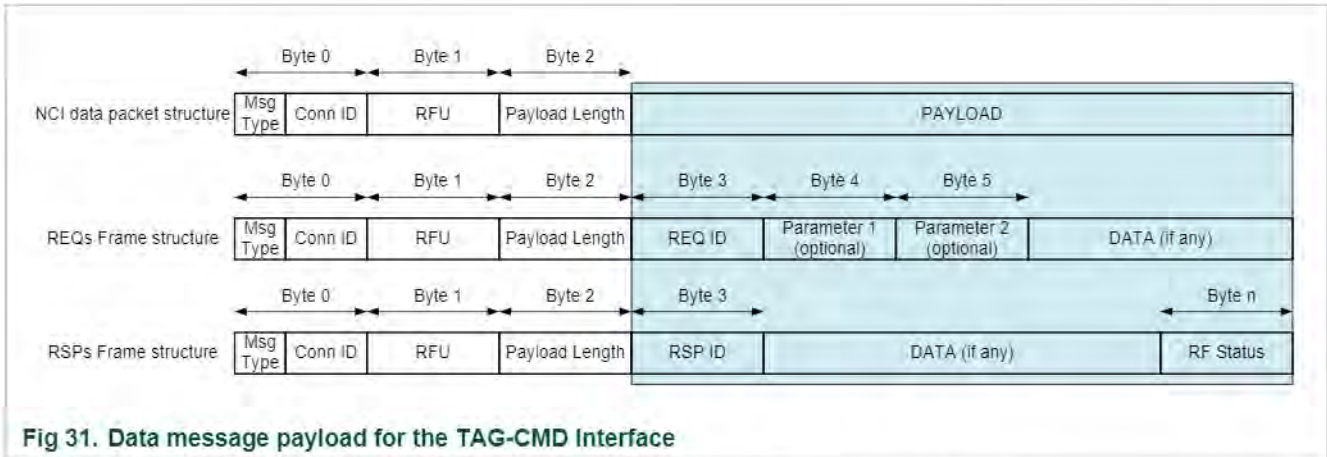 Byte 0 Byte 1 Byte 2
NCI data packet structure Msg Type Conn ID RFU Payload Length PAYLOAD
Byte 0 Byte 1 Byte 2 Byte 3 Byte 4 Byte 5
REQs Frame structure Msg Type Conn ID RFU Payload Length REQ ID Parameter 1 (optional) Parameter 2 (optional) DATA (if any)
Byte 0 Byte 1 Byte 2 Byte 3 Byte n
RSPs Frame structure Msg Type Conn ID RFU Payload Length RSP ID DATA (if any) RF Status
Fig 31. Data message payload for the TAG-CMD Interface